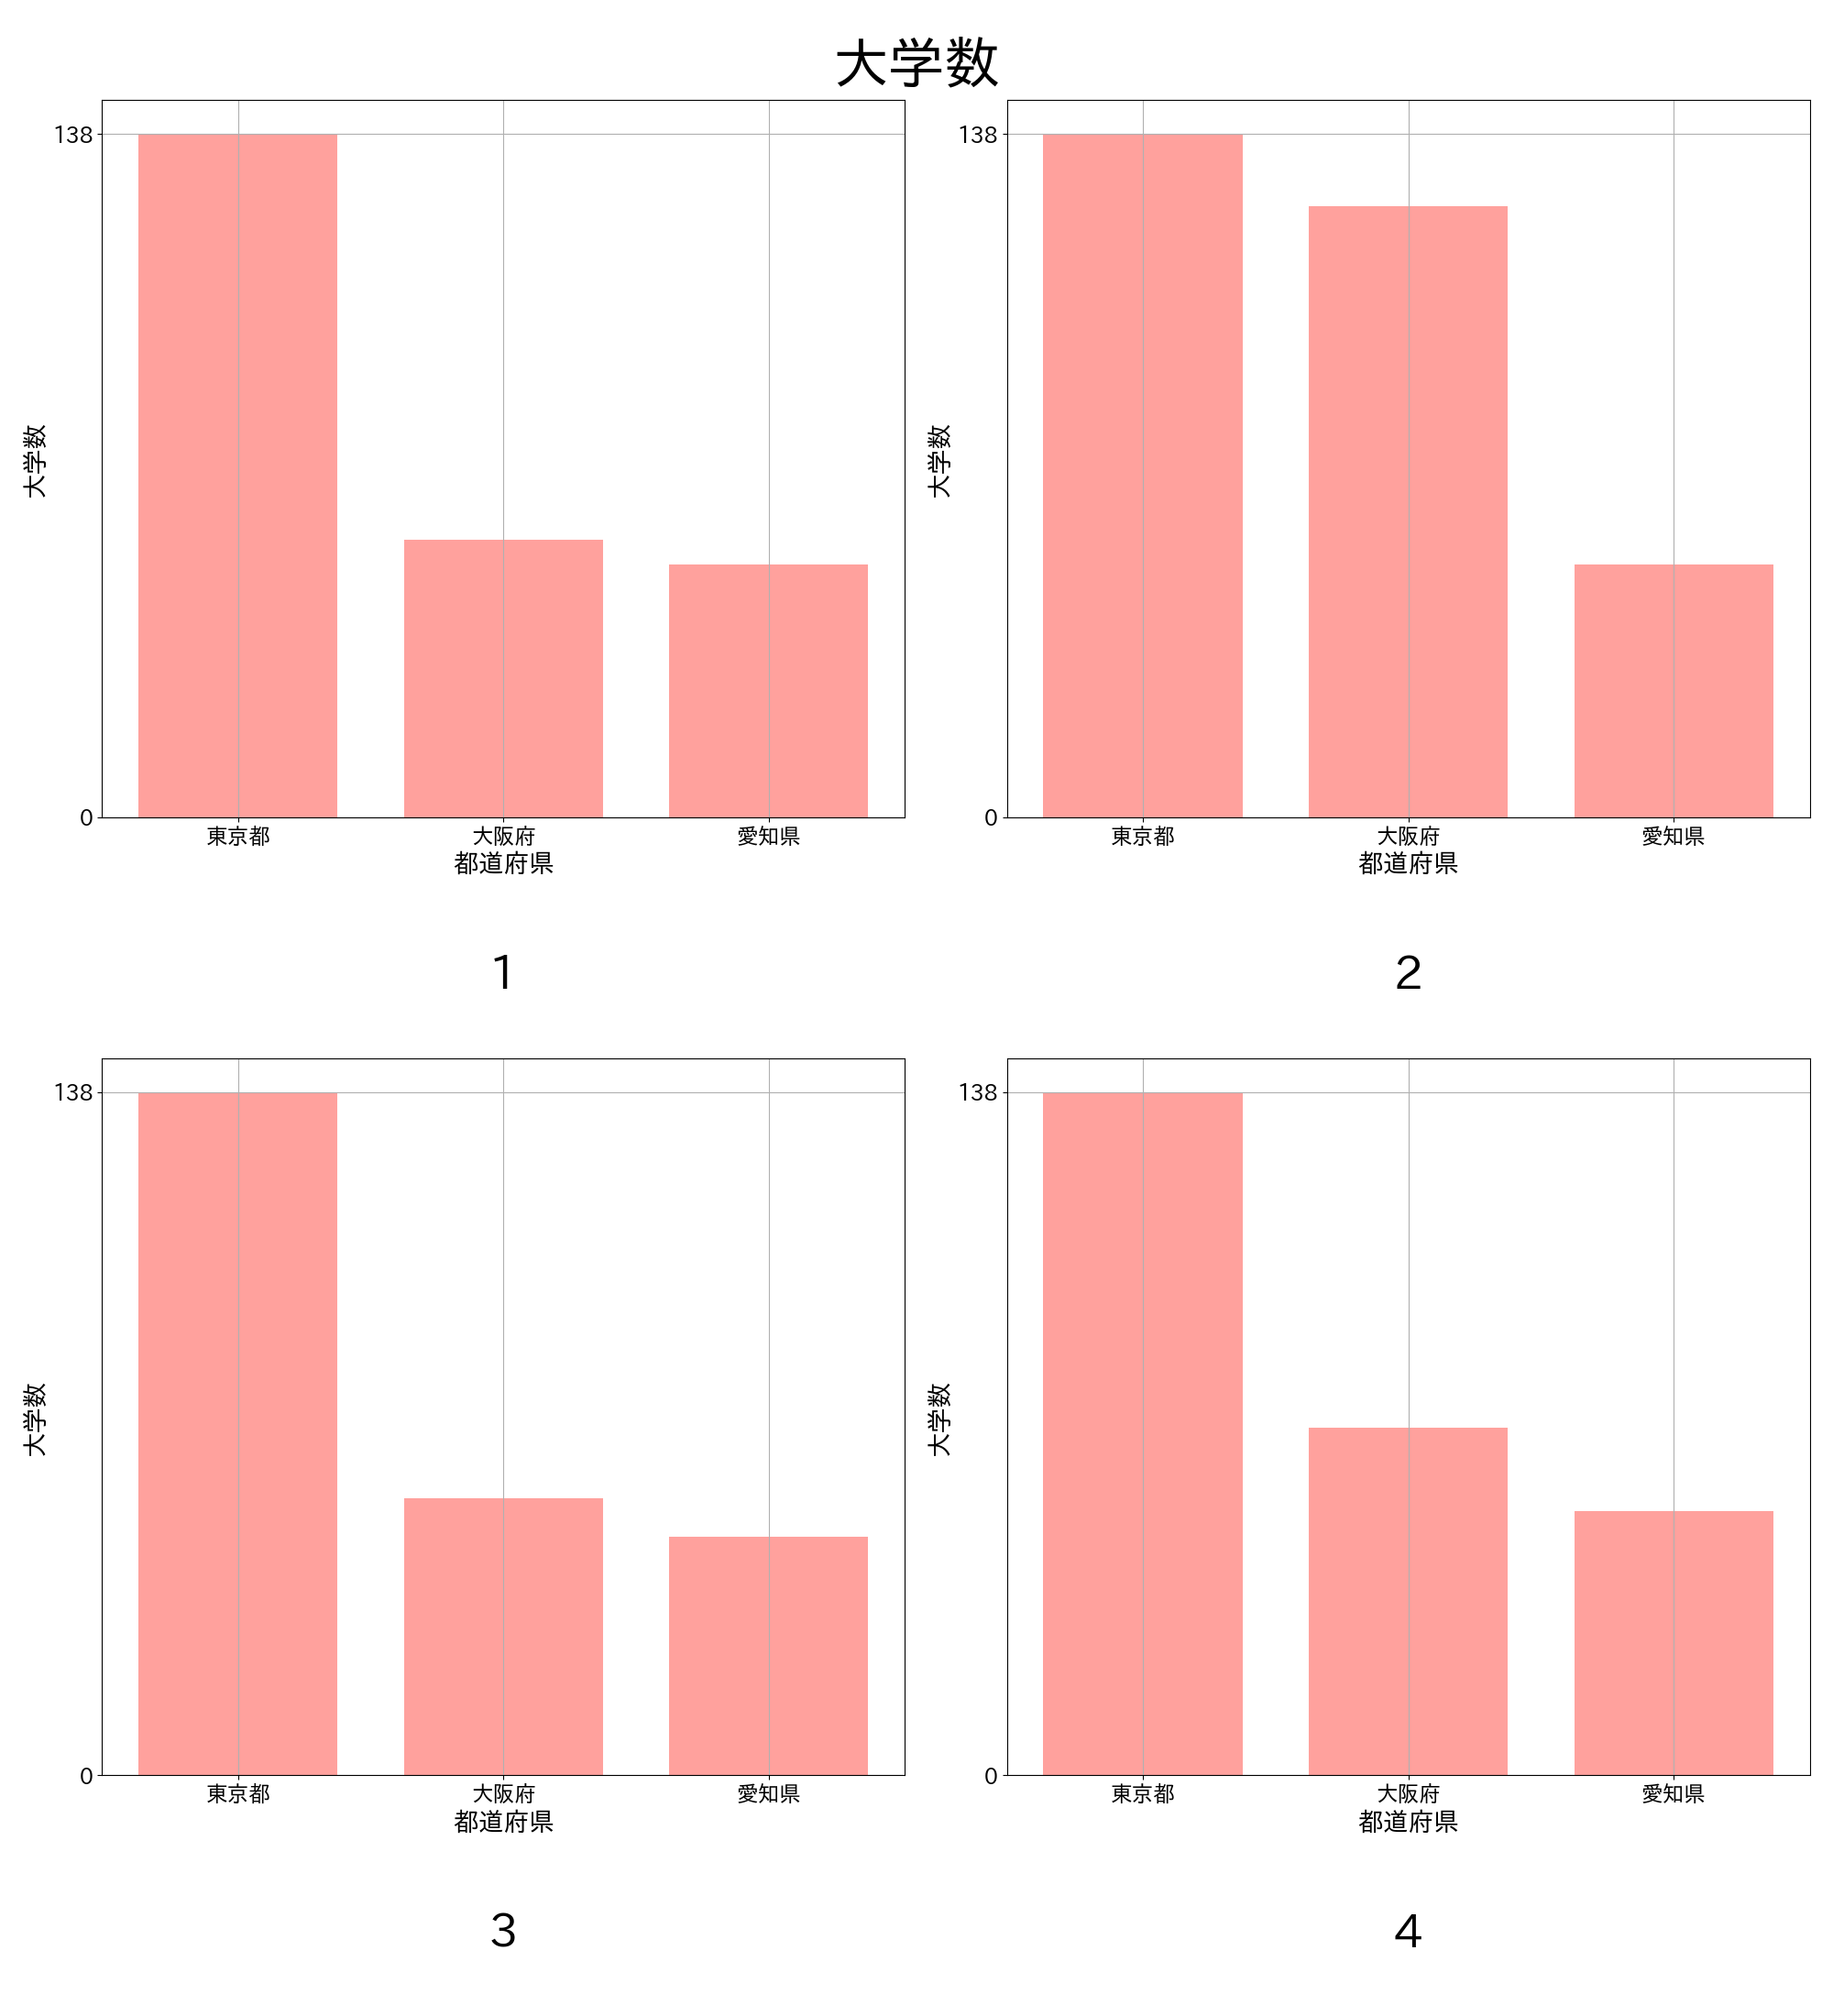 大学数
138
0
大学数
東京都 大阪府 愛知県
都道府県
1
138
0
大学数
東京都 大阪府 愛知県
都道府県
2
138
0
大学数
東京都 大阪府 愛知県
都道府県
3
138
0
大学数
東京都 大阪府 愛知県
都道府県
4